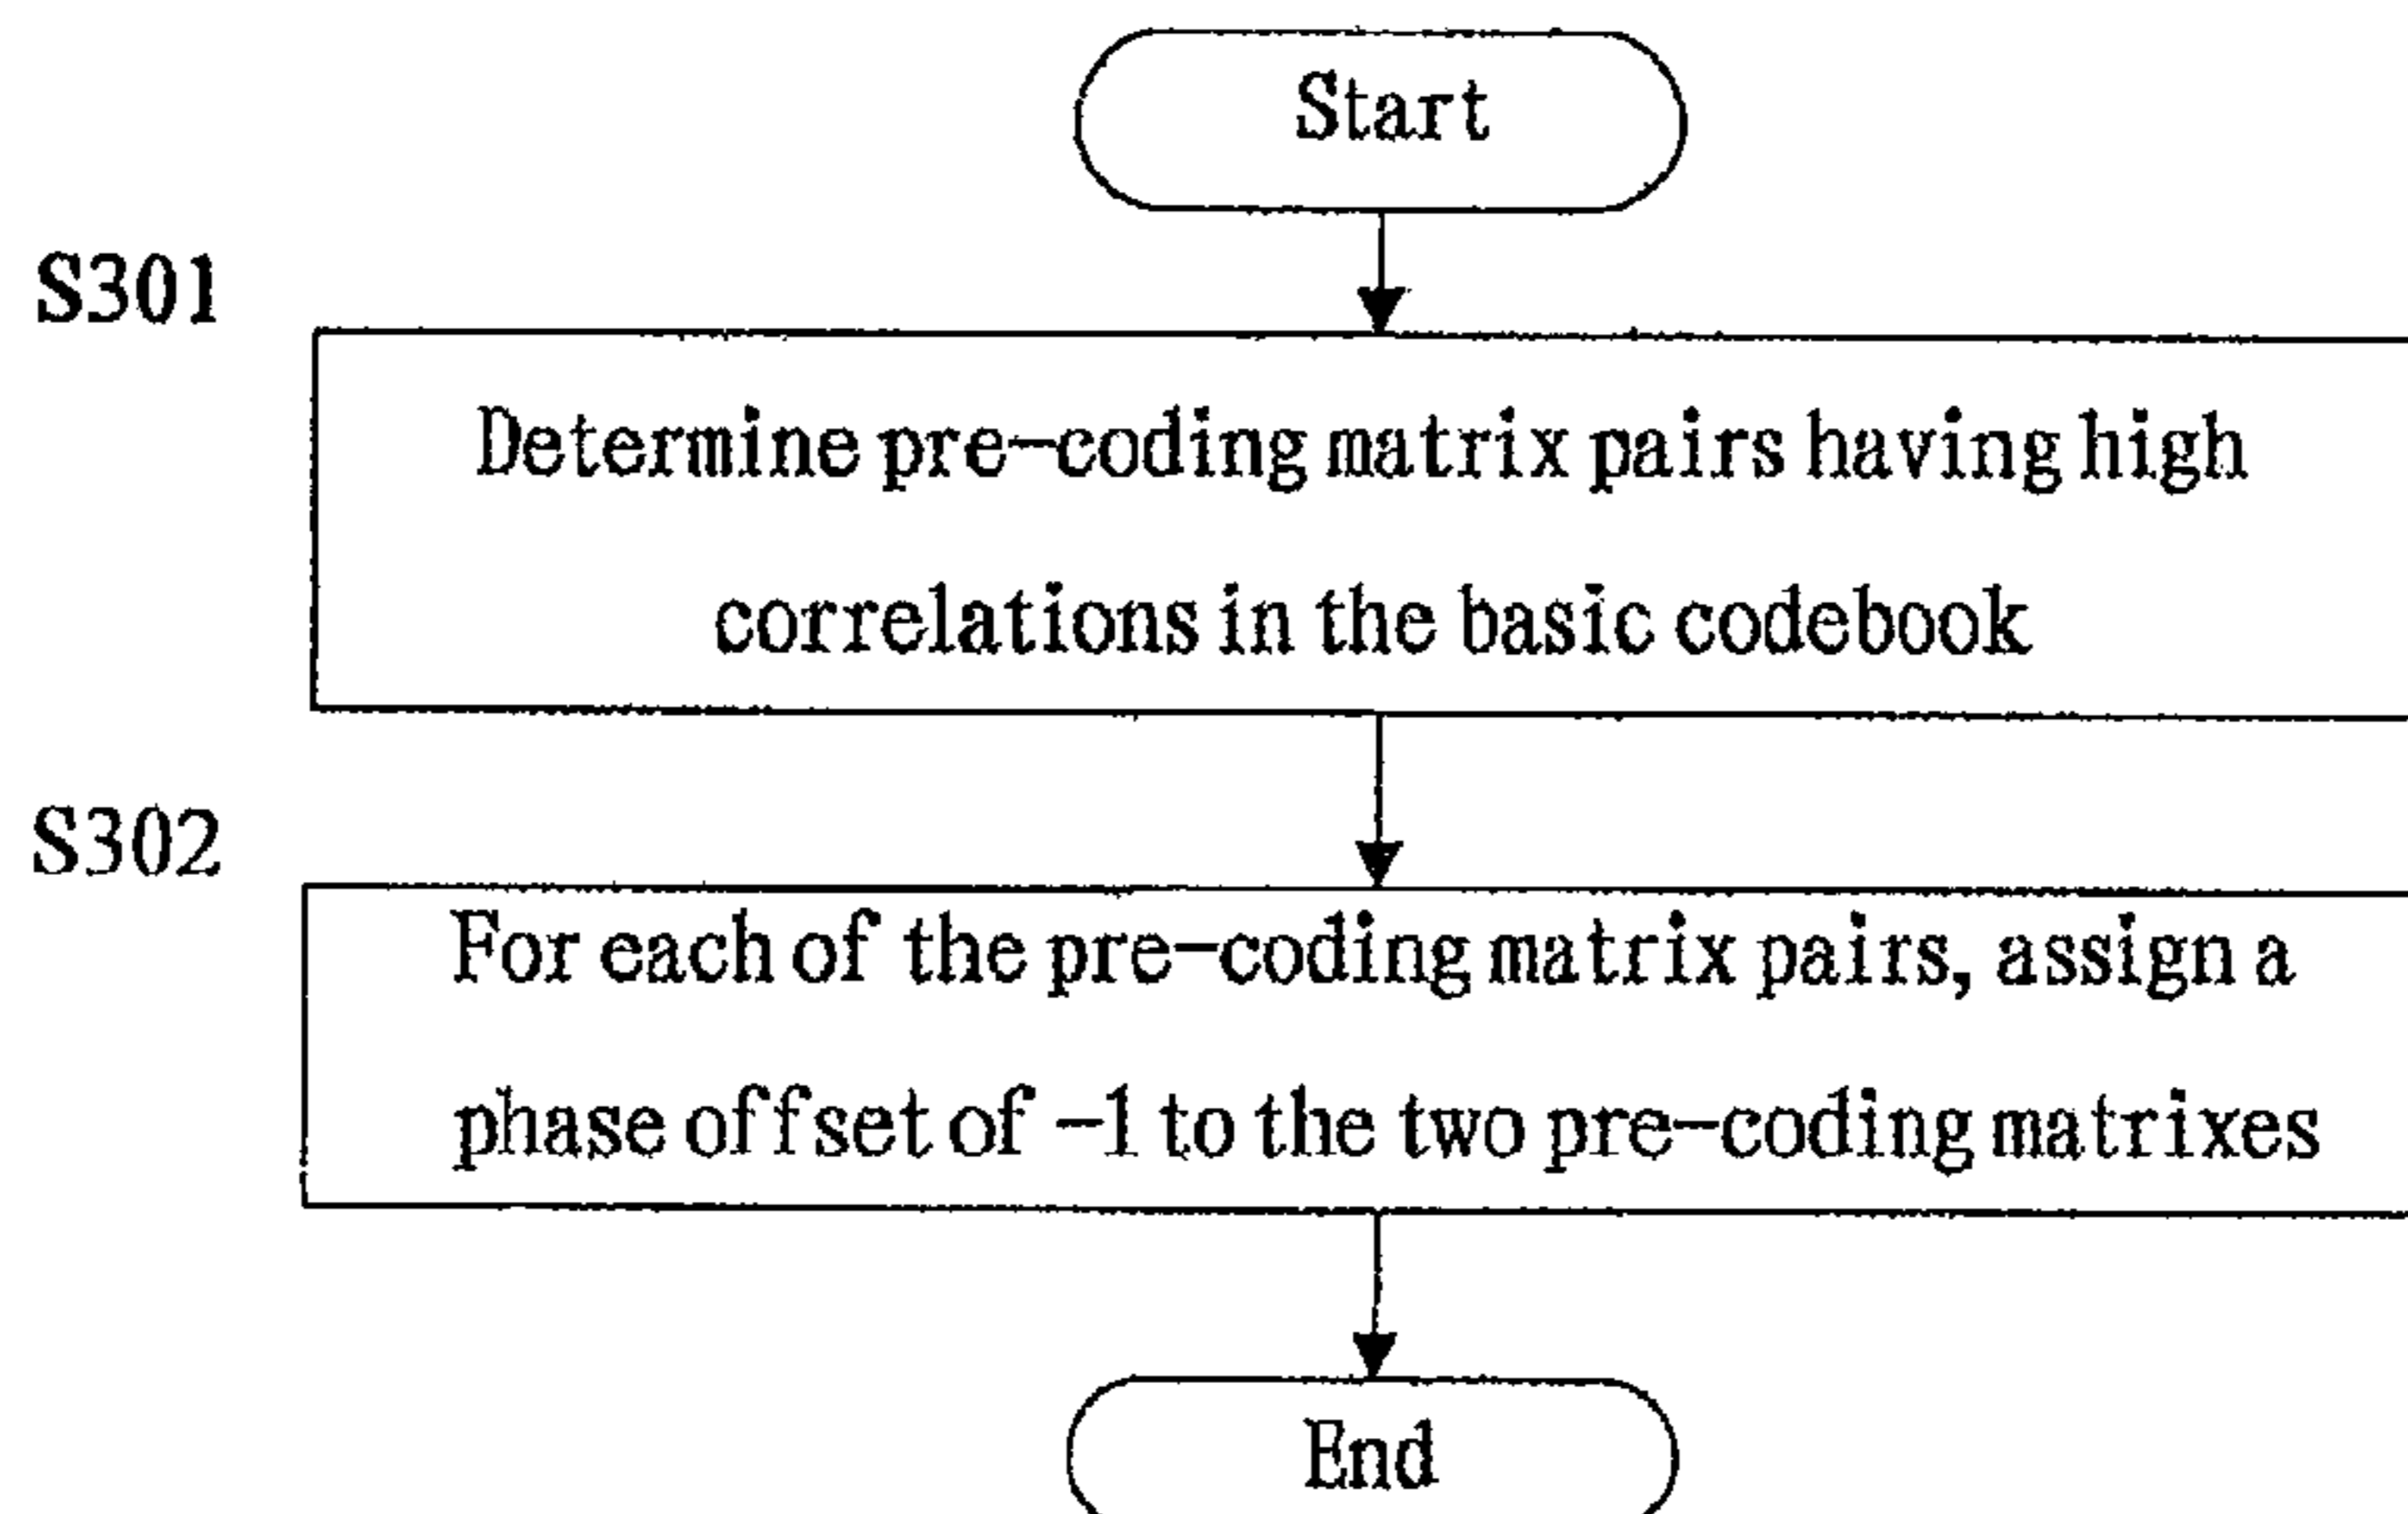 Start
S301
Determine pre-coding matrix pairs having high
correlations in the basic codebook
S302
For each of the pre-coding matrix pairs, assign a
phase offset of -1 to the two pre-coding matrixes
End